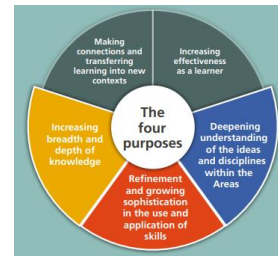 Making
connections and
transferring
learning into new
contexts
Increasing
effectiveness
as a learner
The
four
purposes
Increasing
breadth and
depth of
knowledge
Deepening
understanding
of the ideas
and disciplines
within the
Areas
Refinement
and growing
sophistication
in the use and
application of
skills